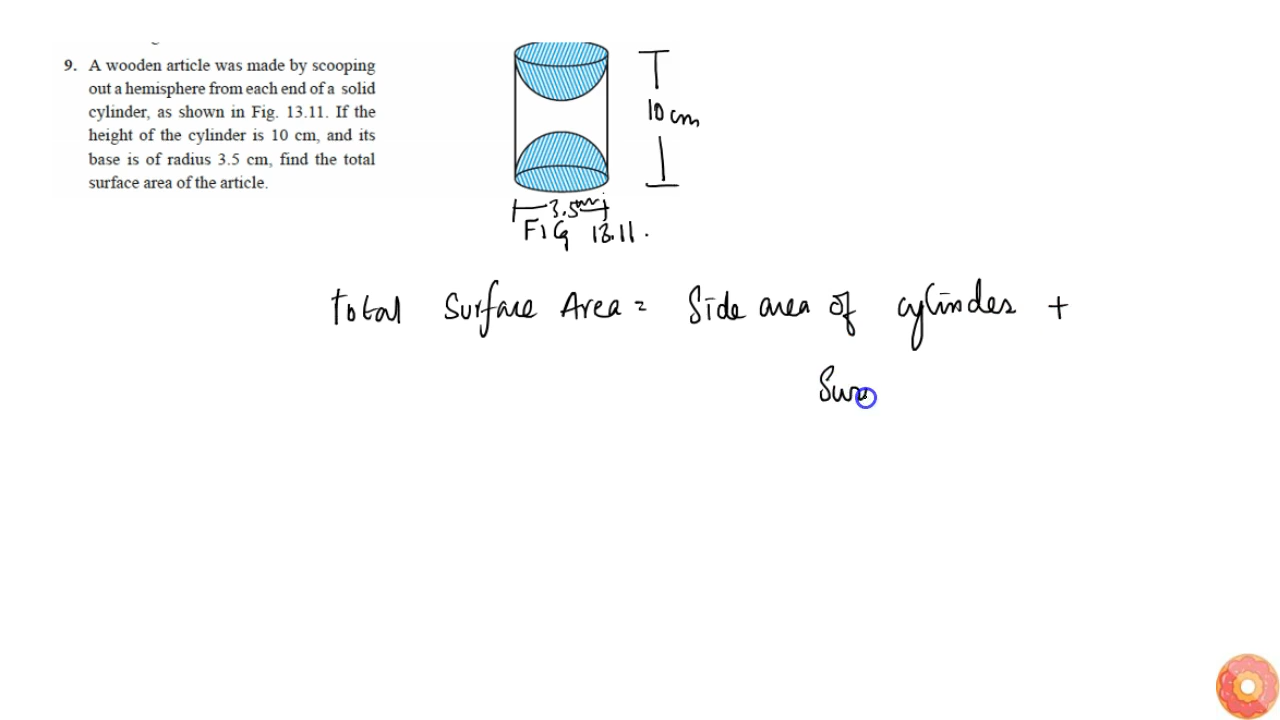 9. A wooden article was made by scooping
out a hemisphere from each end of a solid
cylinder, as shown in Fig. 13.11. If the
height of the cylinder is 10 cm, and its
base is of radius 3.5 cm, find the total
surface area of the article.
10 cm
3.5cm
FIG 13.11.
Total Surface Area = Side area of cylinder +
Sur